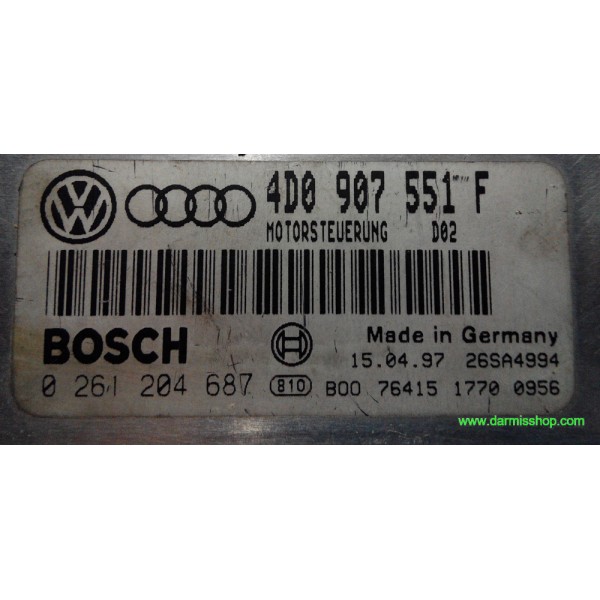 4D0 907 551 F
MOTORSTEUERUNG D02
BOSCH
Made in Germany
15.04.97 26SA4994
0 261 204 687 810 B00 76415 1770 0956
www.darmisshop.com